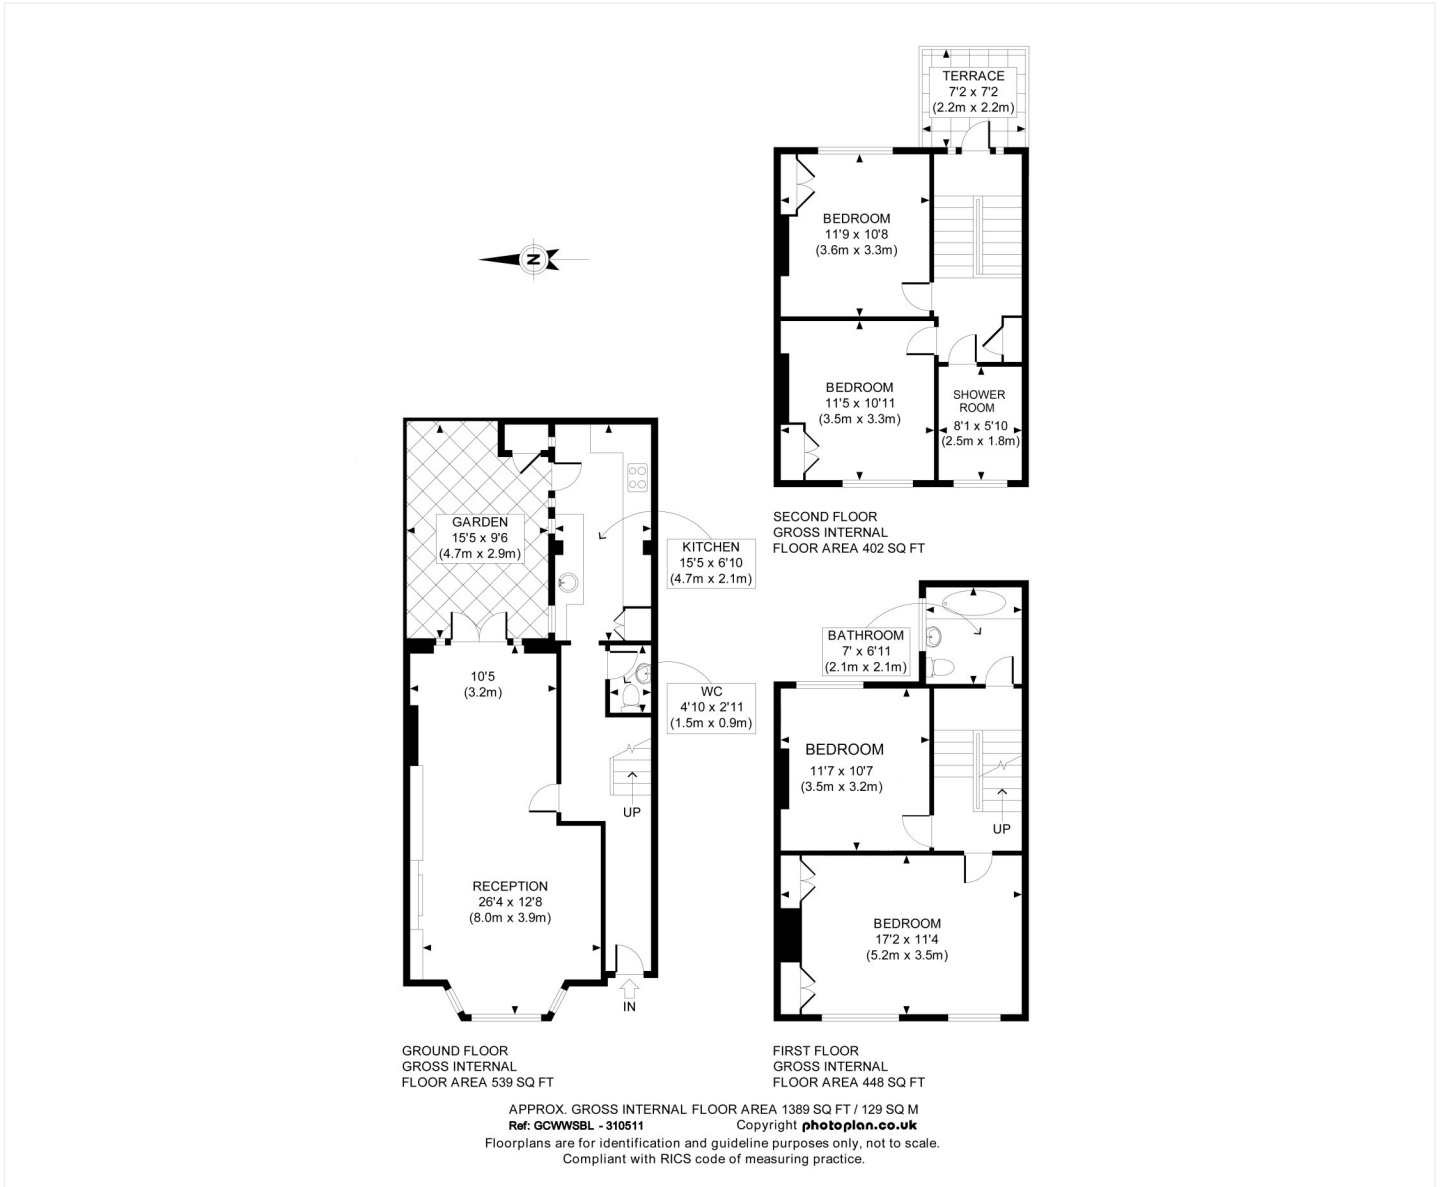 TERRACE
7'2 x 7'2
(2.2m x 2.2m)
BEDROOM
11'9 x 10'8
(3.6m x 3.3m)
N
BEDROOM
11'5 x 10'11
(3.5m x 3.3m)
SHOWER
ROOM
8'1 x 5'10
(2.5m x 1.8m)
SECOND FLOOR
GROSS INTERNAL
FLOOR AREA 402 SQ FT
GARDEN
15'5 x 9'6
(4.7m x 2.9m)
KITCHEN
15'5 x 6'10
(4.7m x 2.1m)
10'5
(3.2m)
WC
4'10 x 2'11
(1.5m x 0.9m)
UP
RECEPTION
26'4 x 12'8
(8.0m x 3.9m)
IN
GROUND FLOOR
GROSS INTERNAL
FLOOR AREA 539 SQ FT
BATHROOM
7' x 6'11
(2.1m x 2.1m)
BEDROOM
11'7 x 10'7
(3.5m x 3.2m)
UP
BEDROOM
17'2 x 11'4
(5.2m x 3.5m)
FIRST FLOOR
GROSS INTERNAL
FLOOR AREA 448 SQ FT
APPROX. GROSS INTERNAL FLOOR AREA 1389 SQ FT / 129 SQ M
Ref: GCWWSBL - 310511 Copyright photoplan.co.uk
Floorplans are for identification and guideline purposes only, not to scale.
Compliant with RICS code of measuring practice.